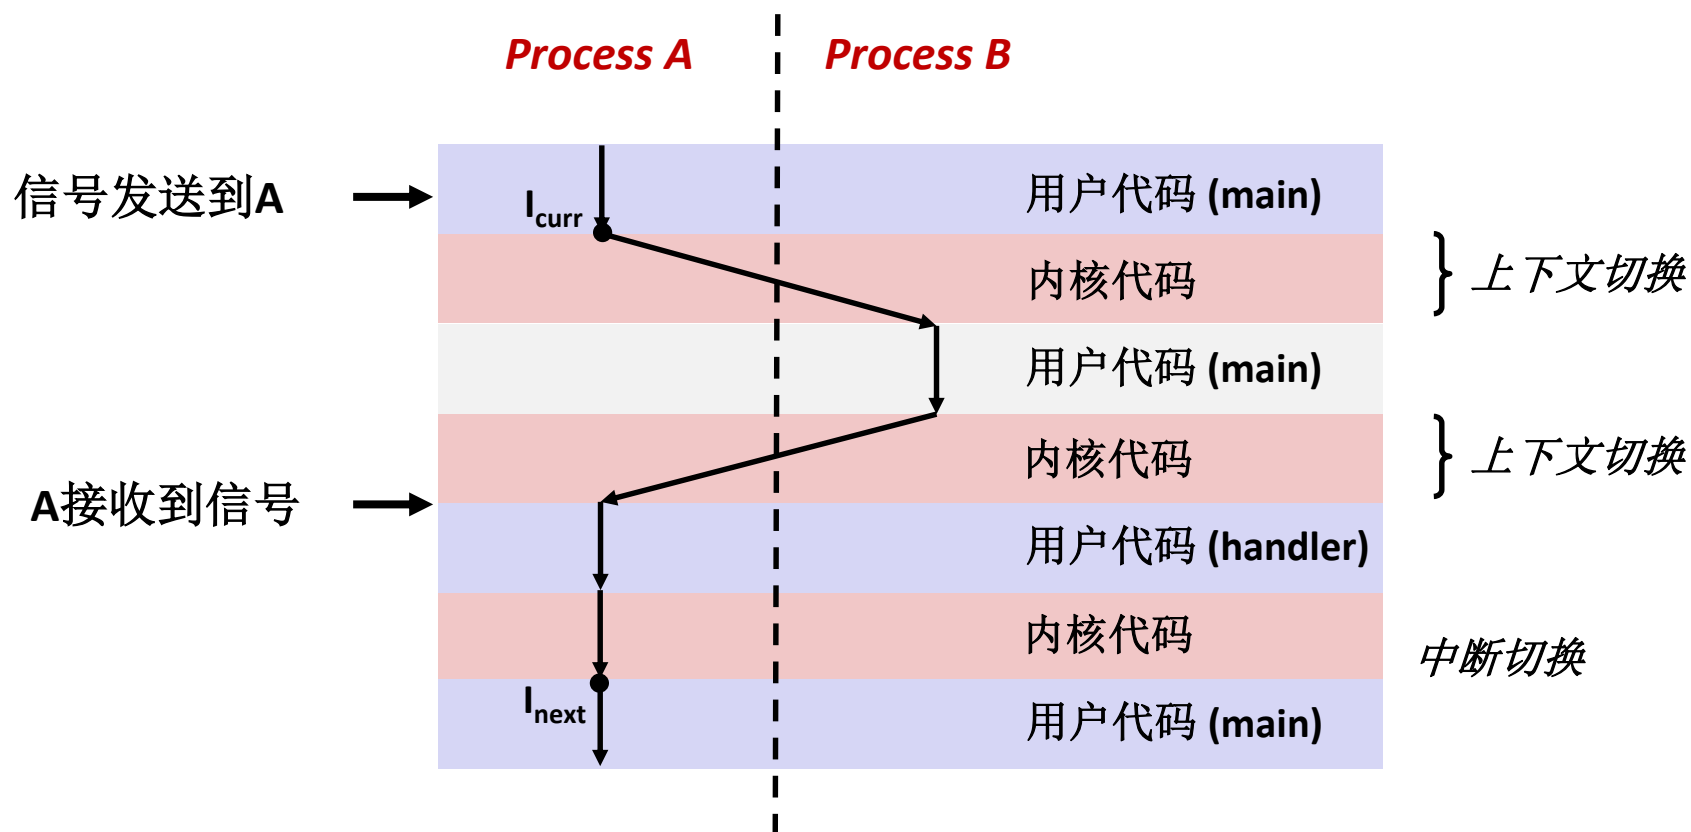 Process A
Process B
信号发送到A
I curr
用户代码 (main)
内核代码
上下文切换
用户代码 (main)
内核代码
上下文切换
A接收到信号
用户代码 (handler)
内核代码
中断切换
I next
用户代码 (main)